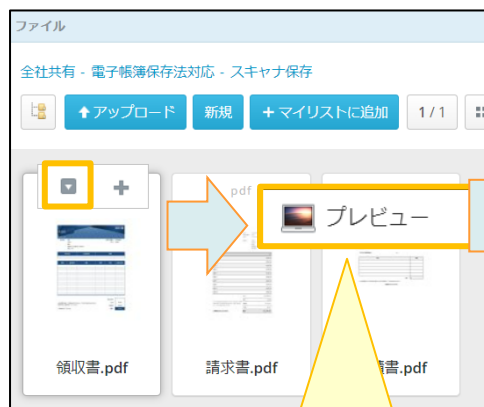 ファイル
全社共有 - 電子帳簿保存法対応 - スキャナ保存
アップロード 新規 + マイリストに追加 1 / 1
pdf
プレビュー
領収書.pdf 請求書.pdf 書.pdf